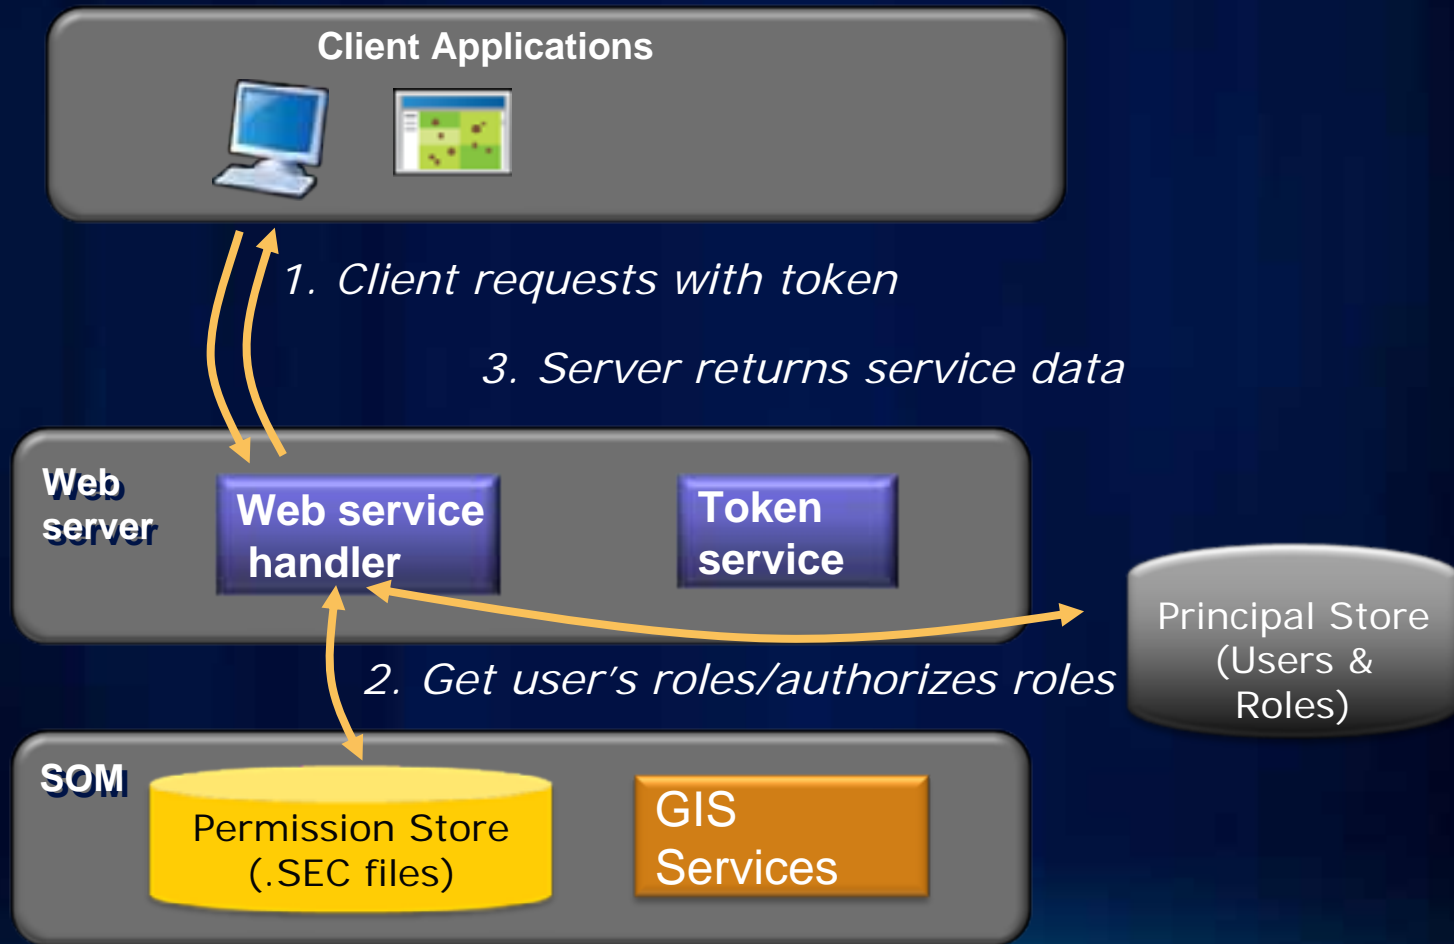 Client Applications
1. Client requests with token
3. Server returns service data
Web
server
Web service
handler
Token
service
Principal Store
(Users &
Roles)
2. Get user's roles/authorizes roles
SOM
Permission Store
(.SEC files)
GIS
Services